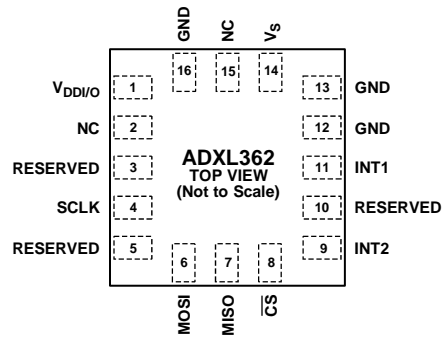 GND
NC
VS
16
15
14
VDDI/O
1
13
GND
NC
2
12
GND
RESERVED
3
ADXL362
TOP VIEW
(Not to Scale)
11
INT1
SCLK
4
10
RESERVED
RESERVED
5
9
INT2
6
7
8
MOSI
MISO
C̅S̅